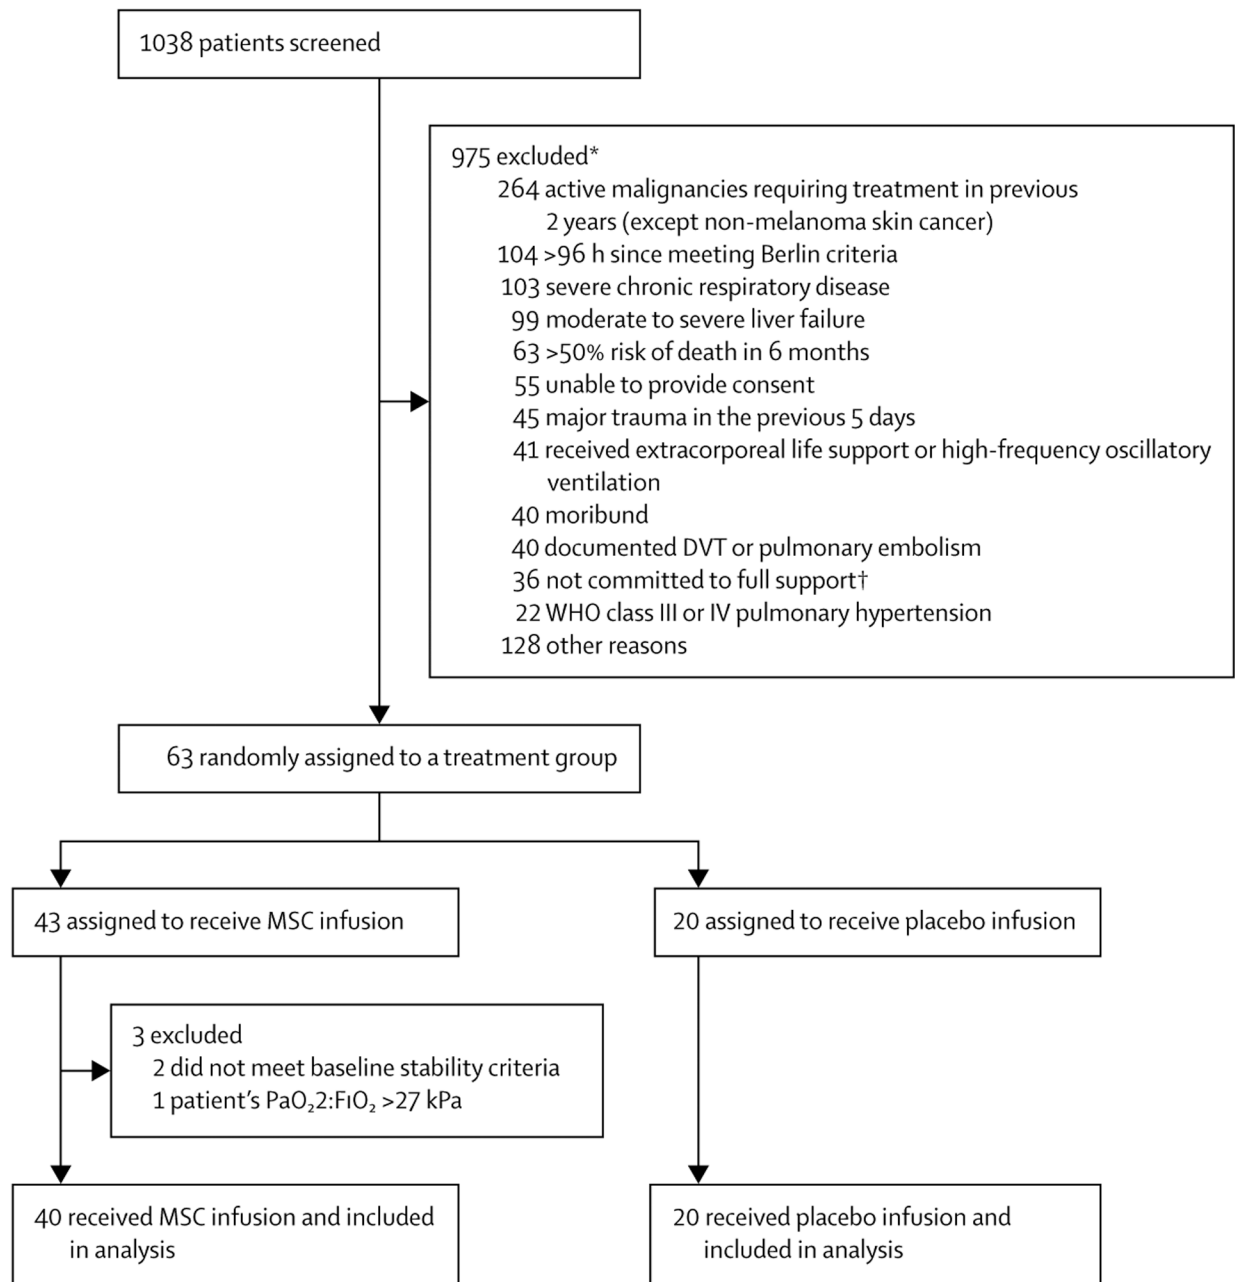 1038 patients screened
975 excluded*
264 active malignancies requiring treatment in previous
2 years (except non-melanoma skin cancer)
104 >96 h since meeting Berlin criteria
103 severe chronic respiratory disease
99 moderate to severe liver failure
63 >50% risk of death in 6 months
55 unable to provide consent
45 major trauma in the previous 5 days
41 received extracorporeal life support or high-frequency oscillatory
ventilation
40 moribund
40 documented DVT or pulmonary embolism
36 not committed to full support†
22 WHO class III or IV pulmonary hypertension
128 other reasons
63 randomly assigned to a treatment group
43 assigned to receive MSC infusion
20 assigned to receive placebo infusion
3 excluded
2 did not meet baseline stability criteria
1 patient’s PaO₂2:FiO₂ >27 kPa
40 received MSC infusion and included
in analysis
20 received placebo infusion and
included in analysis